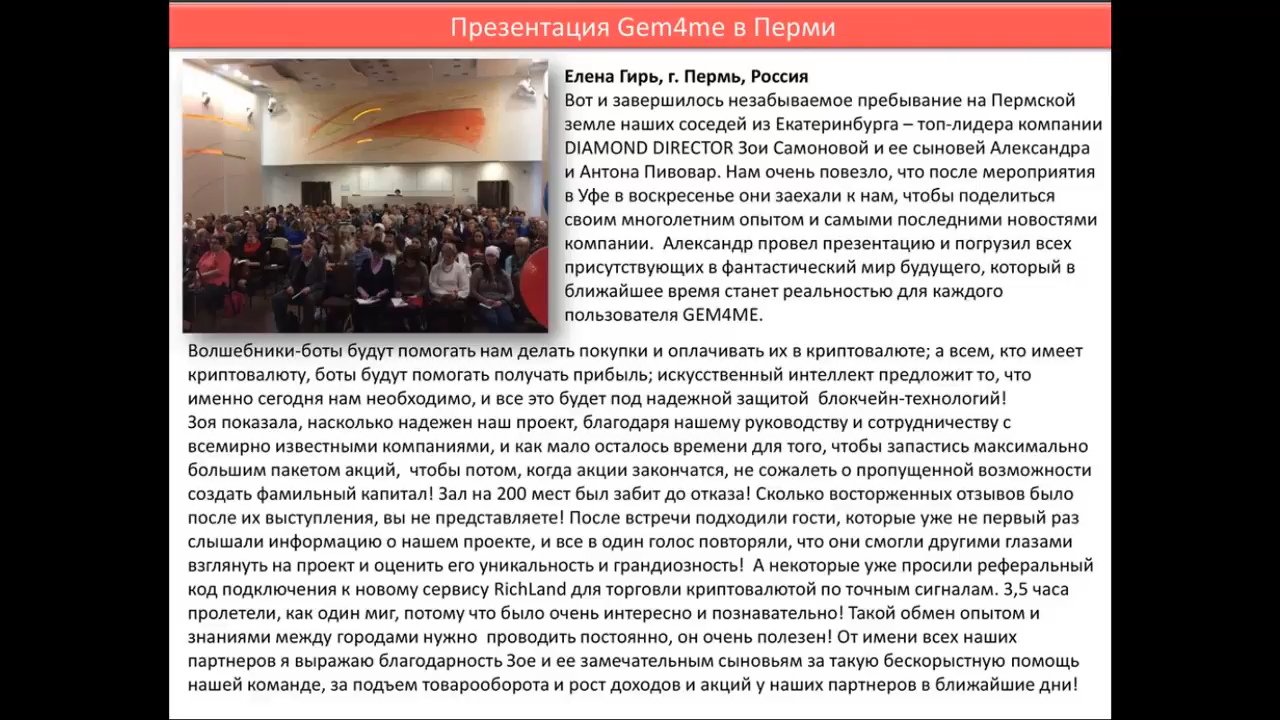 Презентация Gem4me в Перми
Елена Гирь, г. Пермь, Россия
Вот и завершилось незабываемое пребывание на Пермской
земле наших соседей из Екатеринбурга – топ-лидера компании
DIAMOND DIRECTOR Зои Самоновой и ее сыновей Александра
и Антона Пивовар. Нам очень повезло, что после мероприятия
в Уфе в воскресенье они заехали к нам, чтобы поделиться
своим многолетним опытом и самыми последними новостями
компании.  Александр провел презентацию и погрузил всех
присутствующих в фантастический мир будущего, который в
ближайшее время станет реальностью для каждого
пользователя GEM4ME.
Волшебники-боты будут помогать нам делать покупки и оплачивать их в криптовалюте; а всем, кто имеет
криптовалюту, боты будут помогать получать прибыль; искусственный интеллект предложит то, что
именно сегодня нам необходимо, и все это будет под надежной защитой  блокчейн-технологий!
Зоя показала, насколько надежен наш проект, благодаря нашему руководству и сотрудничеству с
всемирно известными компаниями, и как мало осталось времени для того, чтобы запастись максимально
большим пакетом акций,  чтобы потом, когда акции закончатся, не сожалеть о пропущенной возможности
создать фамильный капитал! Зал на 200 мест был забит до отказа! Сколько восторженных отзывов было
после их выступления, вы не представляете! После встречи подходили гости, которые уже не первый раз
слышали информацию о нашем проекте, и все в один голос повторяли, что они смогли другими глазами
взглянуть на проект и оценить его уникальность и грандиозность!  А некоторые уже просили реферальный
код подключения к новому сервису RichLand для торговли криптовалютой по точным сигналам. 3,5 часа
пролетели, как один миг, потому что было очень интересно и познавательно! Такой обмен опытом и
знаниями между городами нужно  проводить постоянно, он очень полезен! От имени всех наших
партнеров я выражаю благодарность Зое и ее замечательным сыновьям за такую бескорыстную помощь
нашей команде, за подъем товарооборота и рост доходов и акций у наших партнеров в ближайшие дни!